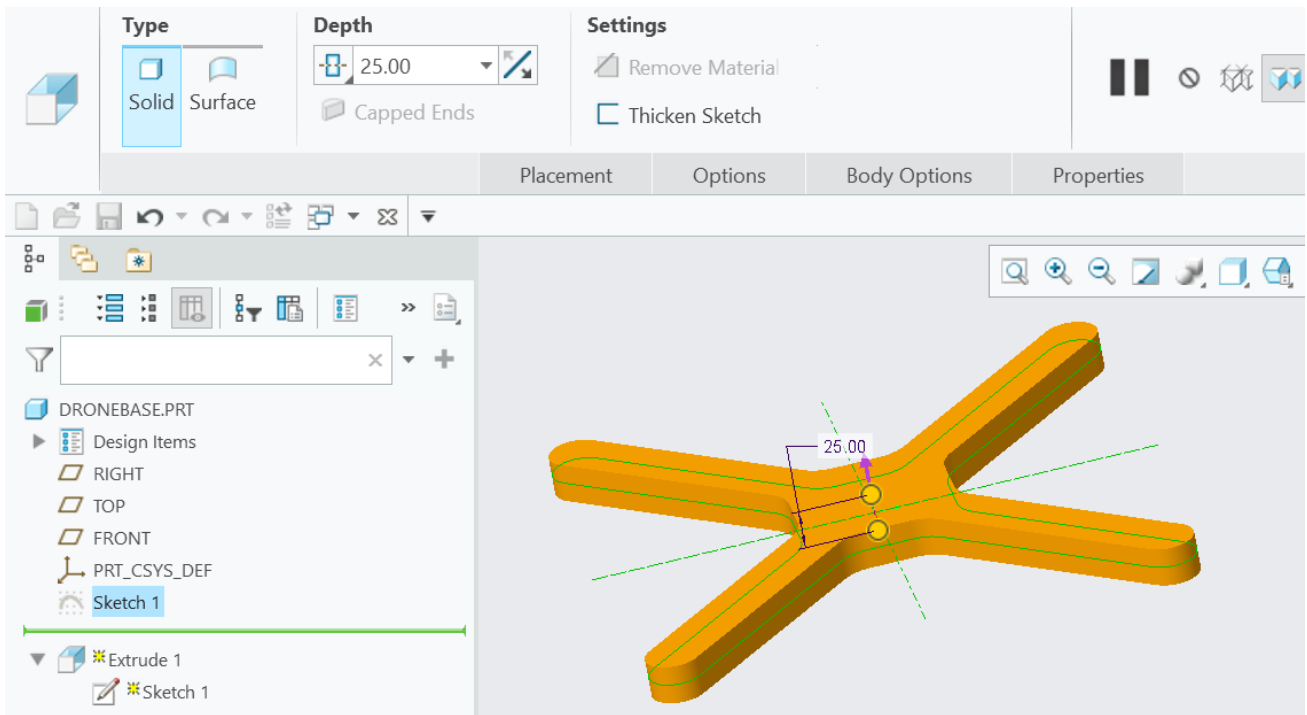 Type
Depth
Settings
Solid
Surface
25.00
Capped Ends
Remove Material
Thicken Sketch
Placement
Options
Body Options
Properties
DRONEBASE.PRT
Design Items
RIGHT
TOP
FRONT
PRT_CSYS_DEF
Sketch 1
Extrude 1
Sketch 1
25.00